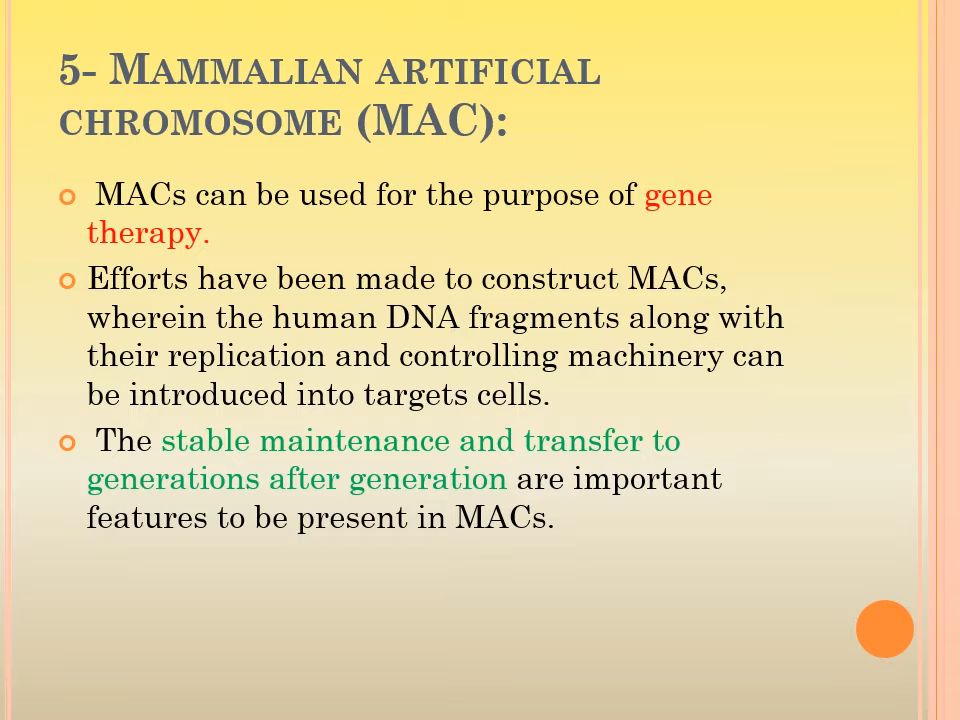 5- Mammalian artificial
chromosome (MAC):
MACs can be used for the purpose of gene
therapy.
Efforts have been made to construct MACs,
wherein the human DNA fragments along with
their replication and controlling machinery can
be introduced into targets cells.
The stable maintenance and transfer to
generations after generation are important
features to be present in MACs.